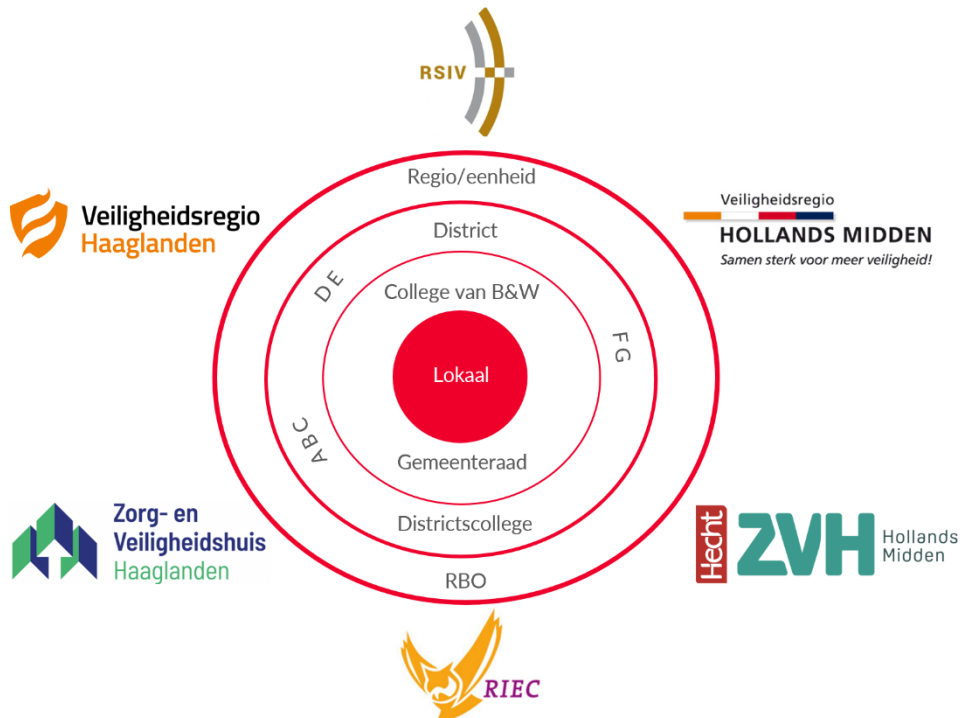 RSIV
Regio/eenheid
Veiligheidsregio
Haaglanden
Veiligheidsregio
HOLLANDS MIDDEN
Samen sterk voor meer veiligheid!
District
DE
College van B&W
FG
Lokaal
ABC
Gemeenteraad
Districtscollege
Zorg- en
Veiligheidshuis
Haaglanden
Hecht
ZVH
Hollands
Midden
RBO
RIEC